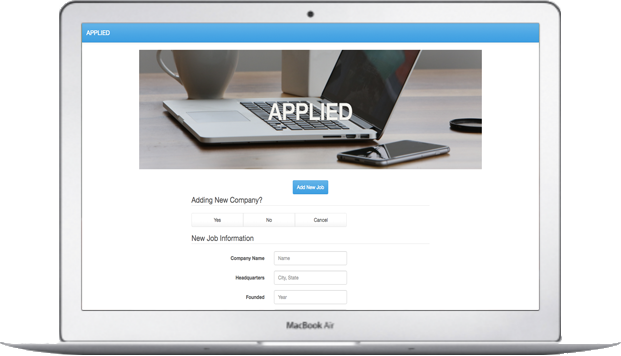 APPLIED
APPLIED
Add New Job
Adding New Company?
Yes No Cancel
New Job Information
Company Name Name
Headquarters City, State
Founded Year
MacBook Air